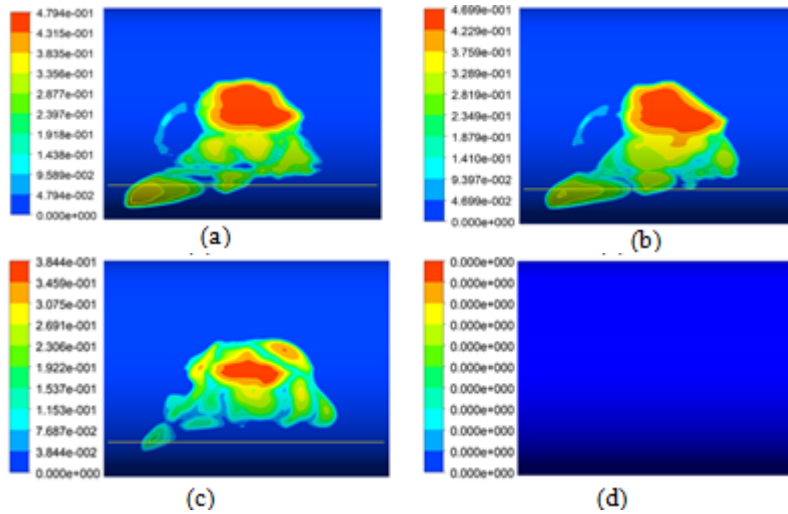 4.794e-001
4.315e-001
3.835e-001
3.356e-001
2.877e-001
2.397e-001
1.918e-001
1.438e-001
9.589e-002
4.794e-002
0.000e+000
(a)
4.699e-001
4.229e-001
3.759e-001
3.289e-001
2.819e-001
2.349e-001
1.879e-001
1.410e-001
9.397e-002
4.699e-002
0.000e+000
(b)
3.844e-001
3.459e-001
3.075e-001
2.691e-001
2.306e-001
1.922e-001
1.537e-001
1.153e-001
7.687e-002
3.844e-002
0.000e+000
(c)
0.000e+000
0.000e+000
0.000e+000
0.000e+000
0.000e+000
0.000e+000
0.000e+000
0.000e+000
0.000e+000
0.000e+000
0.000e+000
(d)